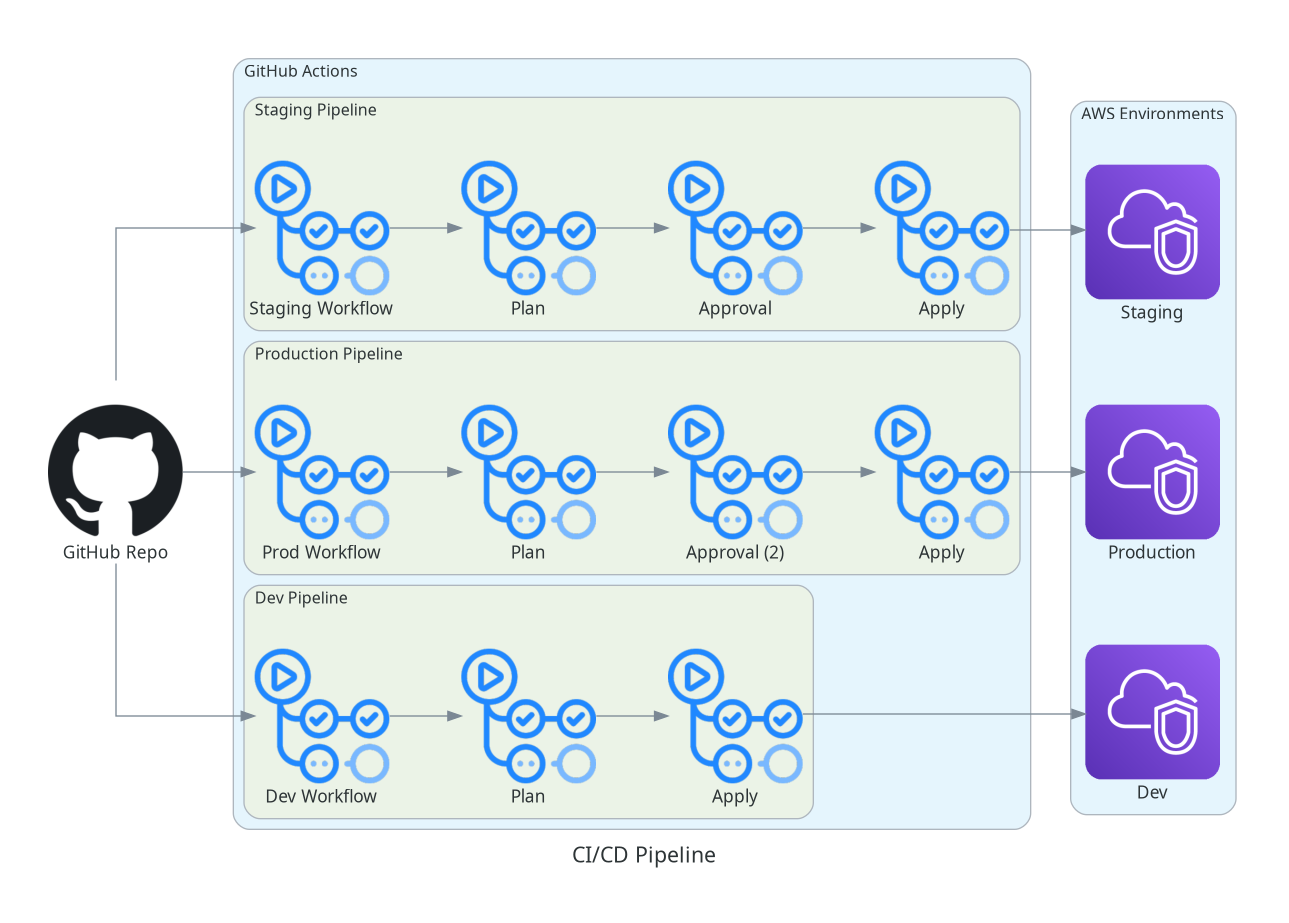 GitHub Actions
Staging Pipeline
AWS Environments
Staging Workflow
Plan
Approval
Apply
Staging
Production Pipeline
GitHub Repo
Prod Workflow
Plan
Approval (2)
Apply
Production
Dev Pipeline
Dev Workflow
Plan
Apply
Dev
CI/CD Pipeline